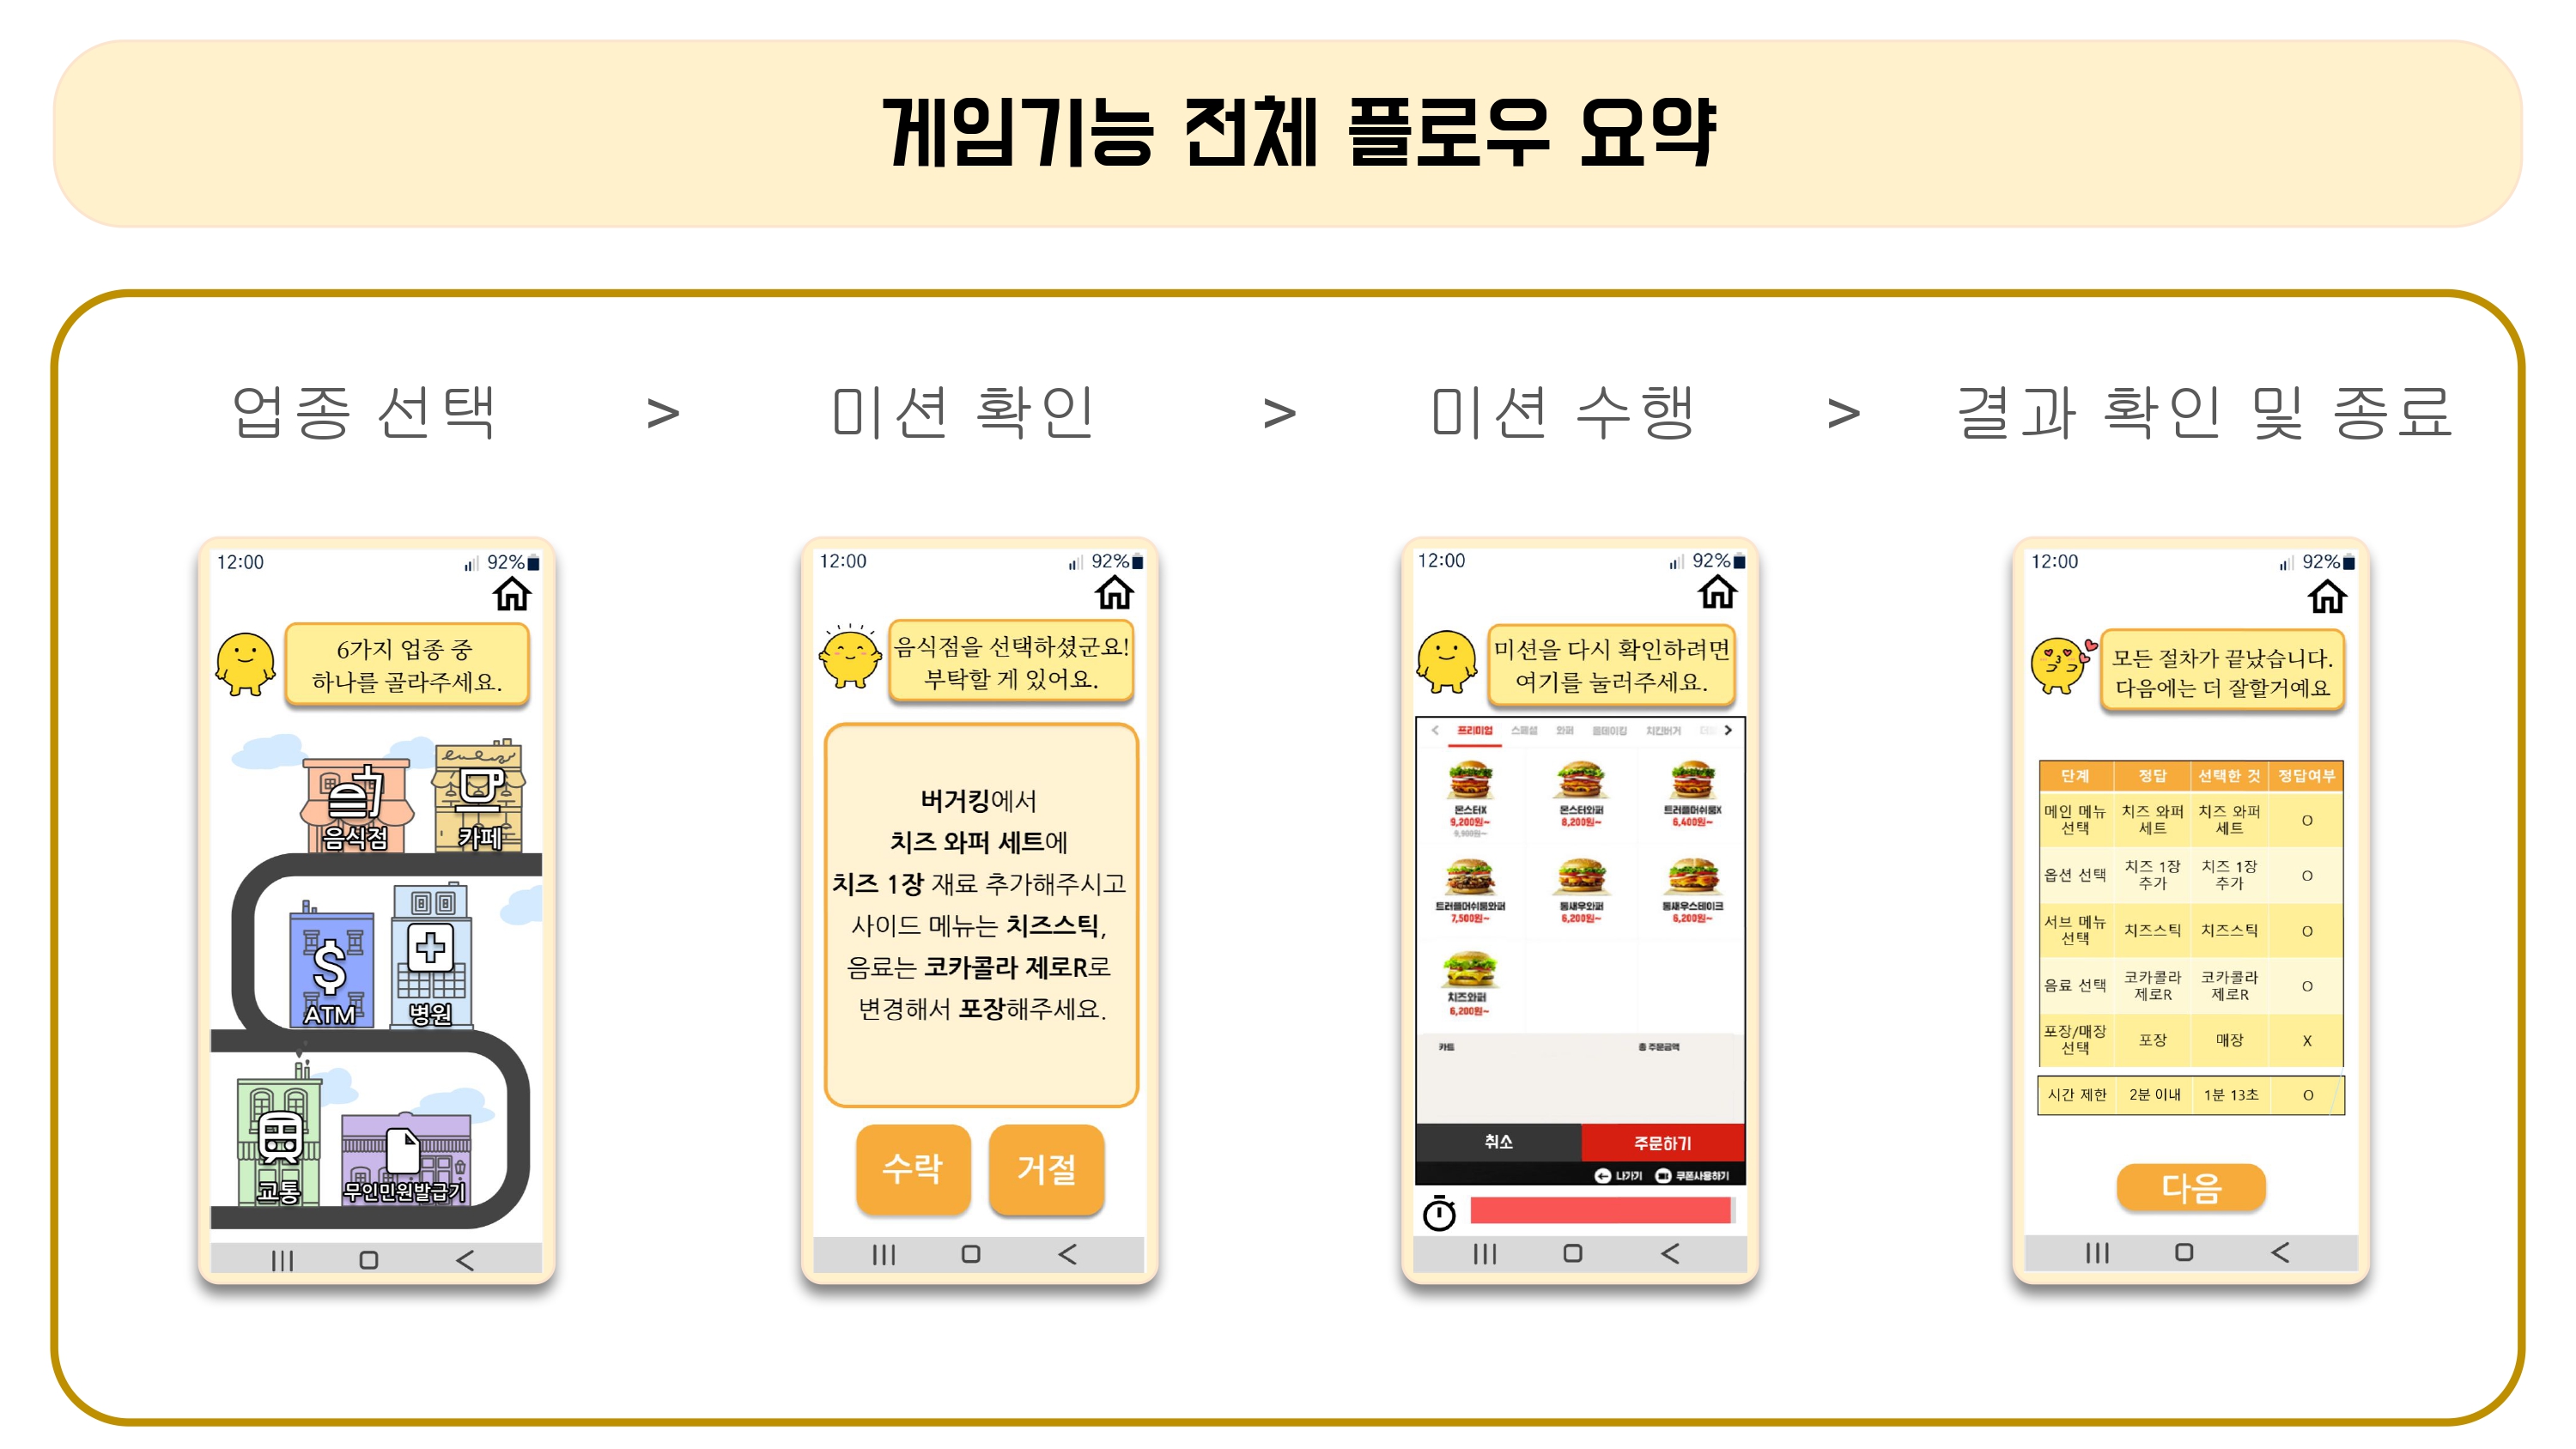 게임기능 전체 플로우 요약
업종 선택 > 미션 확인 > 미션 수행 > 결과 확인 및 종료
12:00 92%
6가지 업종 중
하나를 골라주세요.
음식점 카페
ATM 병원
교통 무인민원발급기
12:00 92%
음식점을 선택하셨군요!
부탁할 게 있어요.
버거킹에서
치즈 와퍼 세트에
치즈 1장 재료 추가해주시고
사이드 메뉴는 치즈스틱,
음료는 코카콜라 제로R로
변경해서 포장해주세요.
수락 거절
12:00 92%
미션을 다시 확인하려면
여기를 눌러주세요.
< 프리미엄 스페셜 와퍼 올데이킹 치킨버거 >
몬스터X 몬스터와퍼 트러플머쉬룸X
9,200원~ 8,200원~ 6,400원~
9,900원~
트러플머쉬룸와퍼 통새우와퍼 통새우스테이크
7,500원~ 6,200원~ 6,200원~
치즈와퍼
6,200원~
카트 총 주문금액
취소 주문하기
나가기 쿠폰사용하기
12:00 92%
모든 절차가 끝났습니다.
다음에는 더 잘할거예요
단계 정답 선택한 것 정답여부
메인 메뉴 선택 치즈 와퍼 세트 치즈 와퍼 세트 O
옵션 선택 치즈 1장 추가 치즈 1장 추가 O
서브 메뉴 선택 치즈스틱 치즈스틱 O
음료 선택 코카콜라 제로R 코카콜라 제로R O
포장/매장 선택 포장 매장 X
시간 제한 2분 이내 1분 13초 O
다음